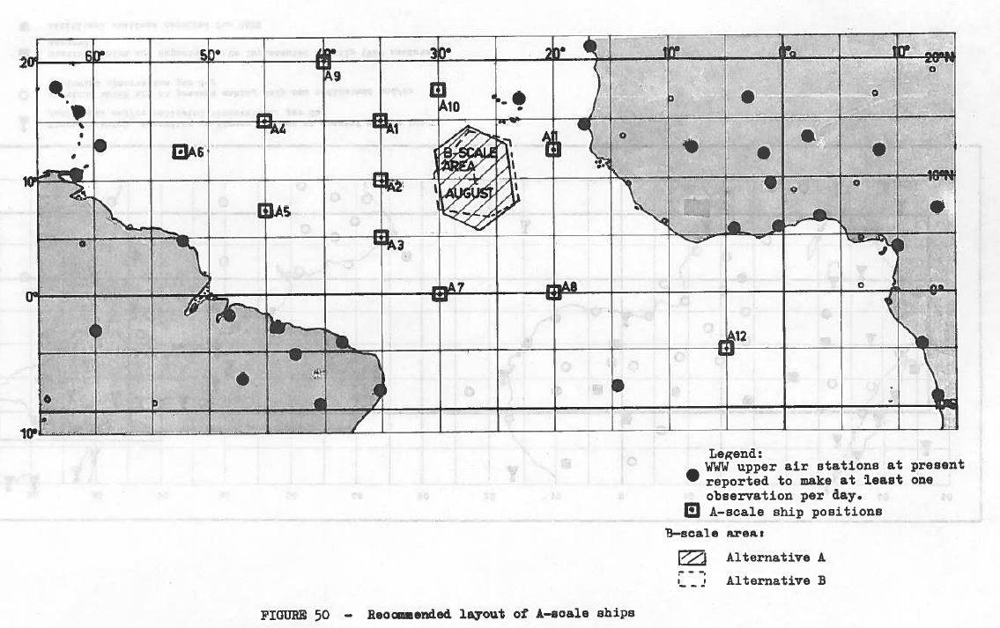 60° 50° 40° 30° 20° 10° 0° 10°
20° 20°N
A9
A10
A4 A1
A6 A11
B-SCALE
AREA
10° A2 10°N
AUGUST
A5
A3
0° A7 A8 0°
A12
10°
Legend:
WWW upper air stations at present
reported to make at least one
observation per day.
A-scale ship positions
B-scale area:
Alternative A
Alternative B
FIGURE 50 - Recommended layout of A-scale ships